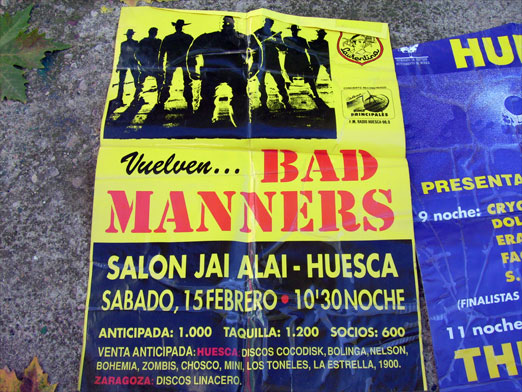 Vuelven... BAD
MANNERS
SALON JAI ALAI - HUESCA
SABADO, 15 FEBRERO • 10'30 NOCHE
ANTICIPADA: 1.000 TAQUILLA: 1.200 SOCIOS: 600
VENTA ANTICIPADA: HUESCA: DISCOS COCODISK, BOLINGA, NELSON,
BOHEMIA, ZOMBIS, CHOSCO, MINI, LOS TONELES, LA ESTRELLA, 1900.
ZARAGOZA: DISCOS LINACERO.
PRINCIPALES
F.M. RADIO HUESCA
HU
PRESENTA
9 noche: CRY
DOL
ERA
FA
S.
(FINALISTAS
11 noche
TH